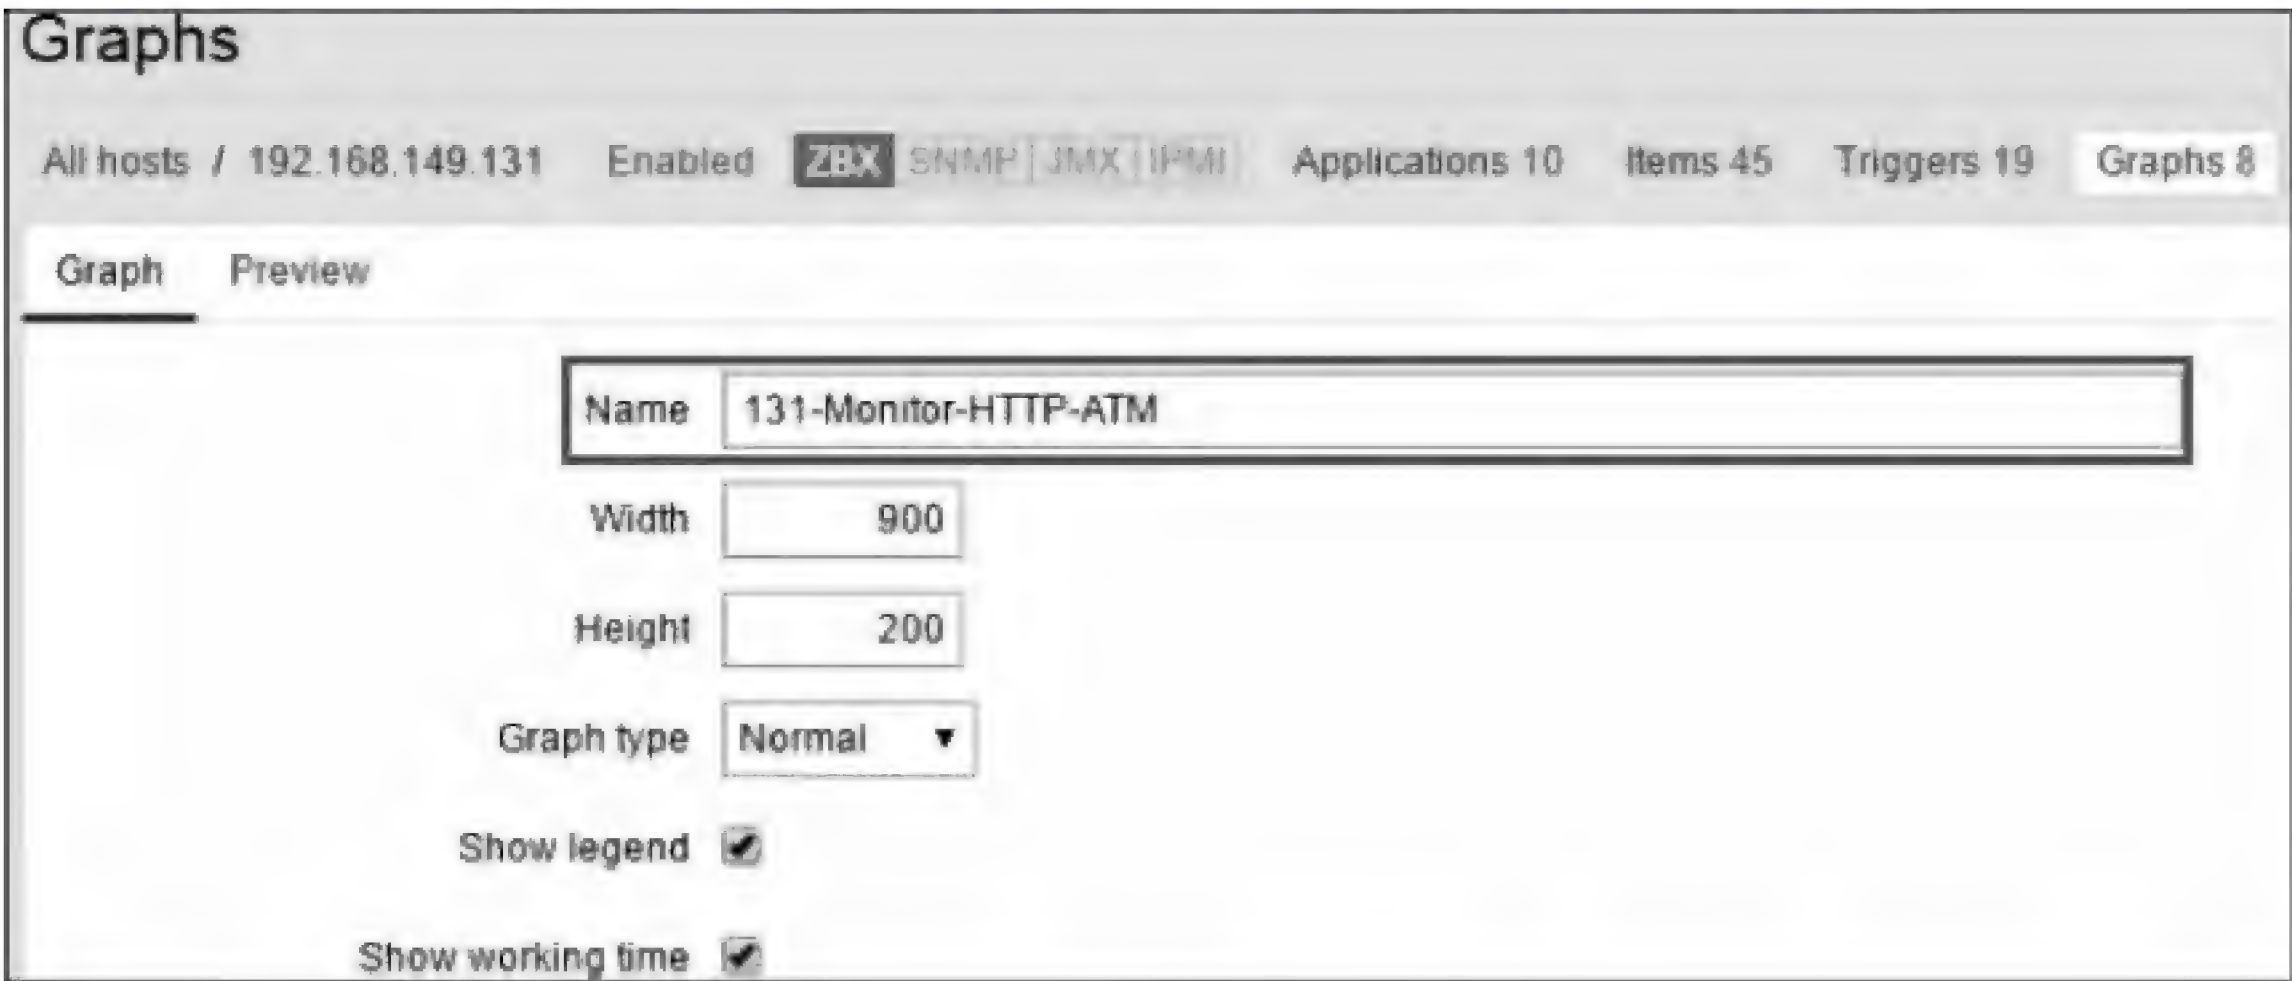 Graphs
All hosts / 192.168.149.131 Enabled ZBX SNMP JMX IPMI Applications 10 Items 45 Triggers 19 Graphs 8
Graph Preview
Name 131-Monitor-HTTP-ATM
Width 900
Height 200
Graph type Normal
Show legend
Show working time